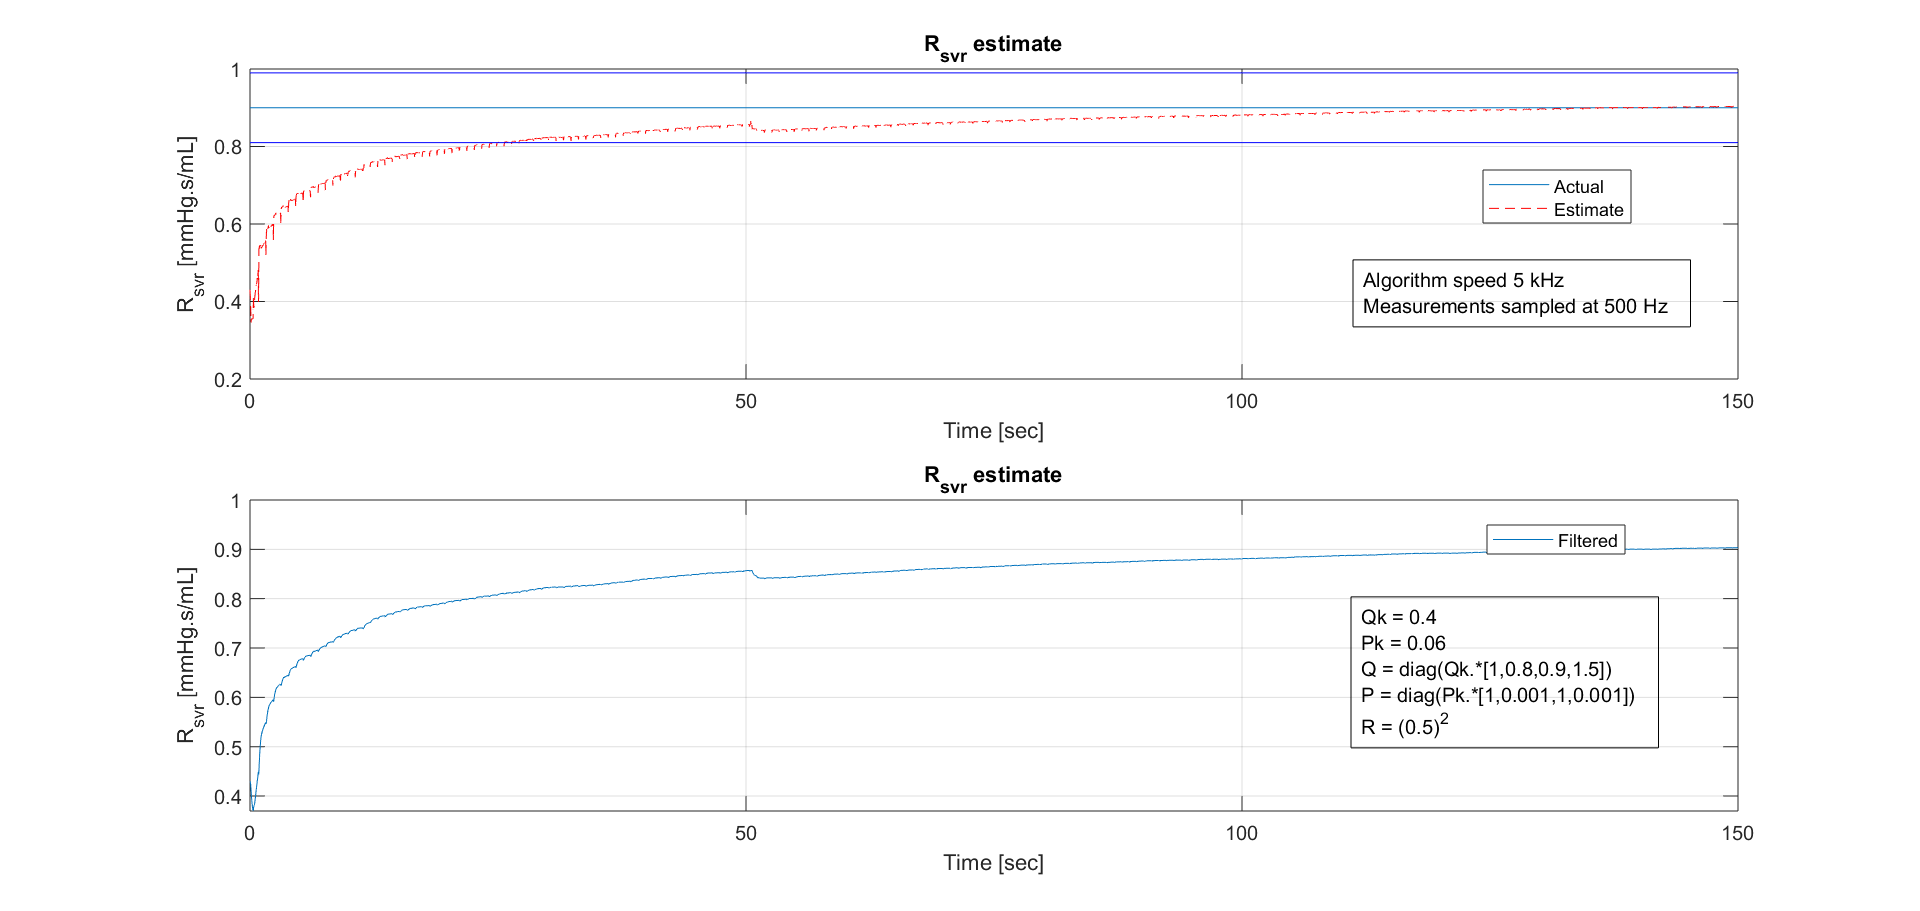 R_svr estimate
R_svr [mmHg.s/mL]
1
0.8
0.6
0.4
0.2
Actual
Estimate
Algorithm speed 5 kHz
Measurements sampled at 500 Hz
0 50 100 150
Time [sec]
R_svr estimate
R_svr [mmHg.s/mL]
1
0.9
0.8
0.7
0.6
0.5
0.4
Filtered
Qk = 0.4
Pk = 0.06
Q = diag(Qk.*[1,0.8,0.9,1.5])
P = diag(Pk.*[1,0.001,1,0.001])
R = (0.5)^2
0 50 100 150
Time [sec]